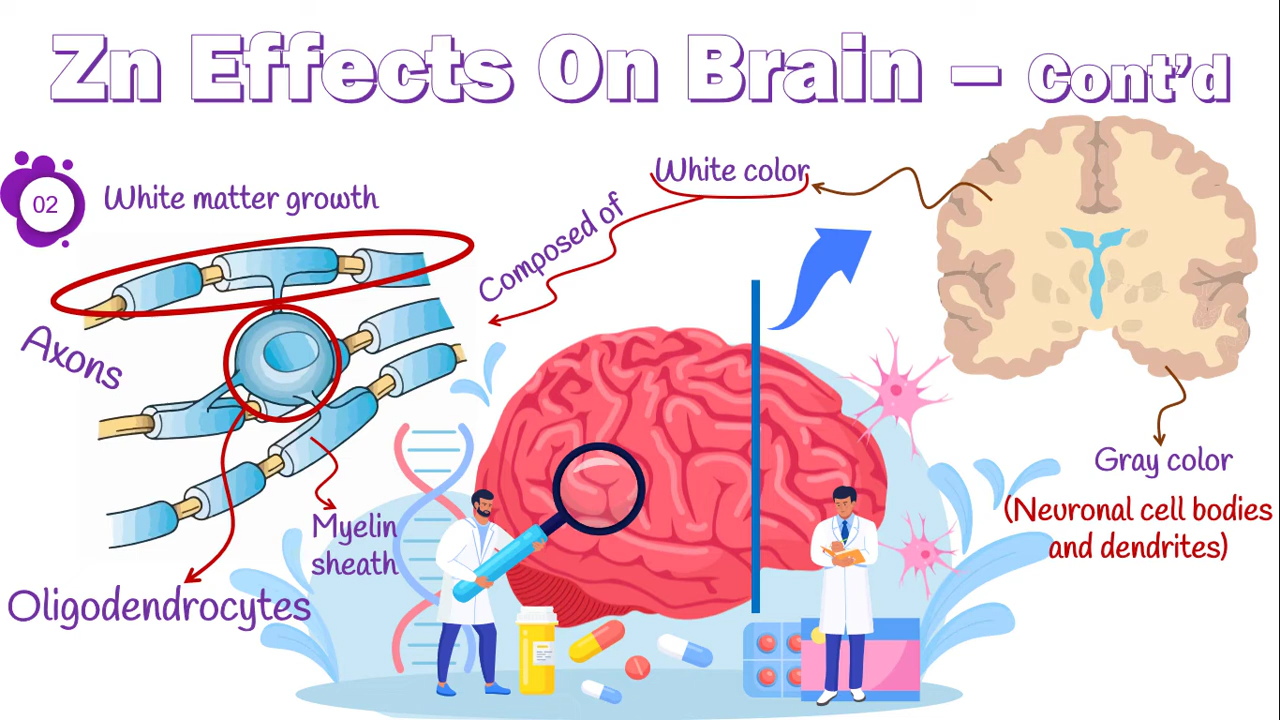 Zn Effects On Brain – Cont'd
02
White matter growth
White color
Composed of
Axons
Myelin
sheath
Oligodendrocytes
Gray color
(Neuronal cell bodies
and dendrites)